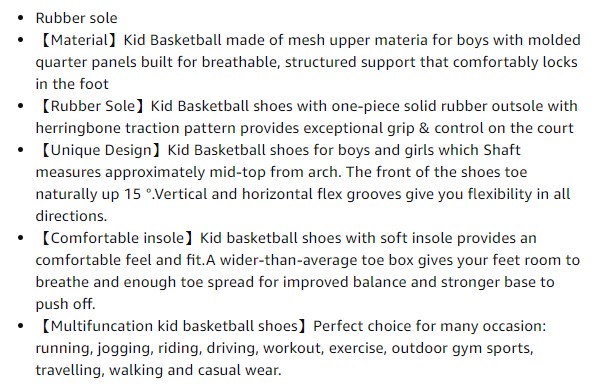 • Rubber sole
• 【Material】Kid Basketball made of mesh upper materia for boys with molded
quarter panels built for breathable, structured support that comfortably locks
in the foot
• 【Rubber Sole】Kid Basketball shoes with one-piece solid rubber outsole with
herringbone traction pattern provides exceptional grip & control on the court
• 【Unique Design】Kid Basketball shoes for boys and girls which Shaft
measures approximately mid-top from arch. The front of the shoes toe
naturally up 15 °.Vertical and horizontal flex grooves give you flexibility in all
directions.
• 【Comfortable insole】Kid basketball shoes with soft insole provides an
comfortable feel and fit.A wider-than-average toe box gives your feet room to
breathe and enough toe spread for improved balance and stronger base to
push off.
• 【Multifuncation kid basketball shoes】Perfect choice for many occasion:
running, jogging, riding, driving, workout, exercise, outdoor gym sports,
travelling, walking and casual wear.